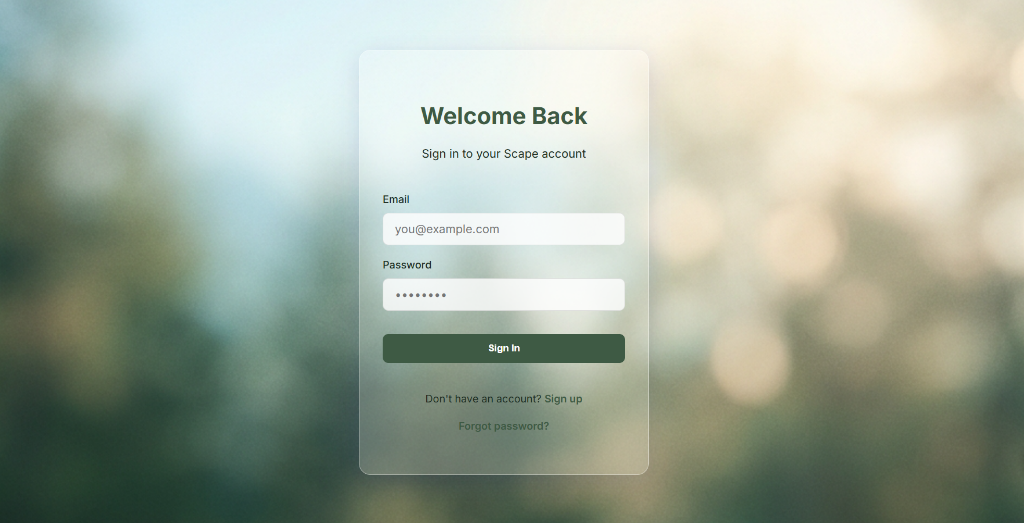 Welcome Back
Sign in to your Scape account
Email
you@example.com
Password
••••••••
Sign In
Don't have an account? Sign up
Forgot password?